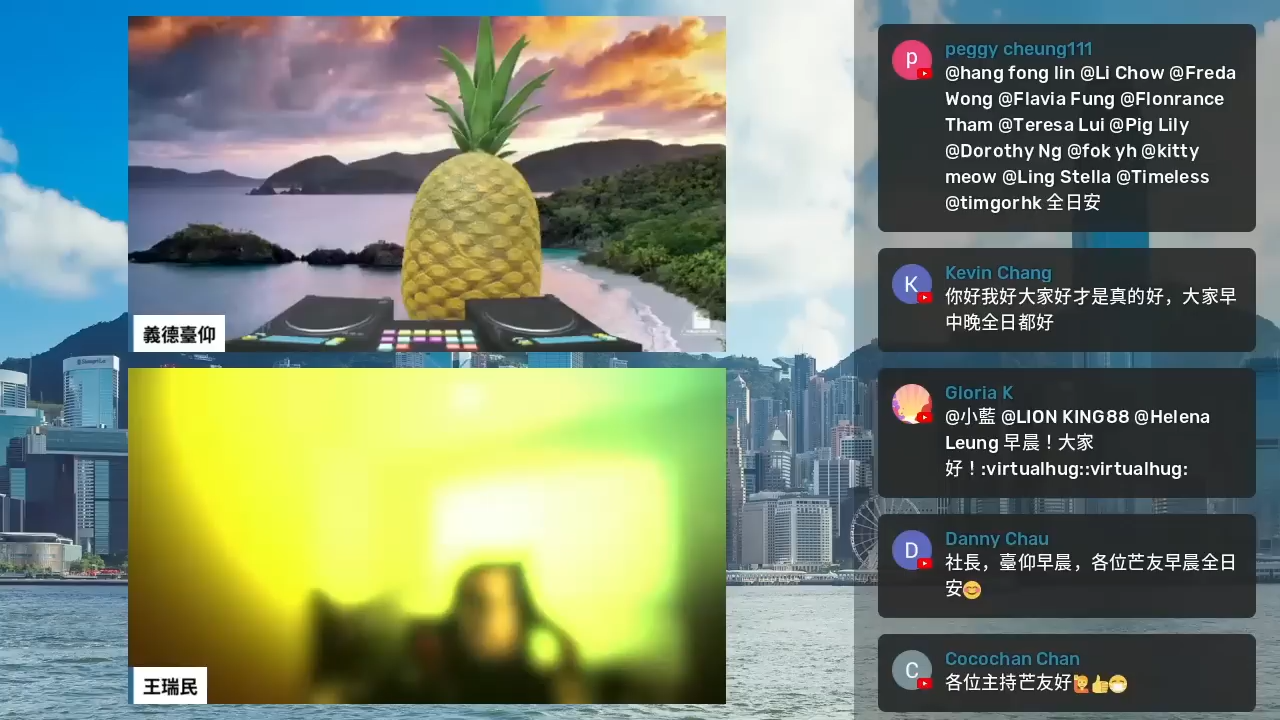 義德臺仰
王瑞民
peggy cheung111
@hang fong lin @Li Chow @Freda
Wong @Flavia Fung @Flonrance
Tham @Teresa Lui @Pig Lily
@Dorothy Ng @fok yh @kitty
meow @Ling Stella @Timeless
@timgorhk 全日安
Kevin Chang
你好我好大家好才是真的好，大家早
中晚全日都好
Gloria K
@小藍 @LION KING88 @Helena
Leung 早晨！大家
好！:virtualhug::virtualhug:
Danny Chau
社長，臺仰早晨，各位芒友早晨全日
安😊
Cocochan Chan
各位主持芒友好🙋👍😷